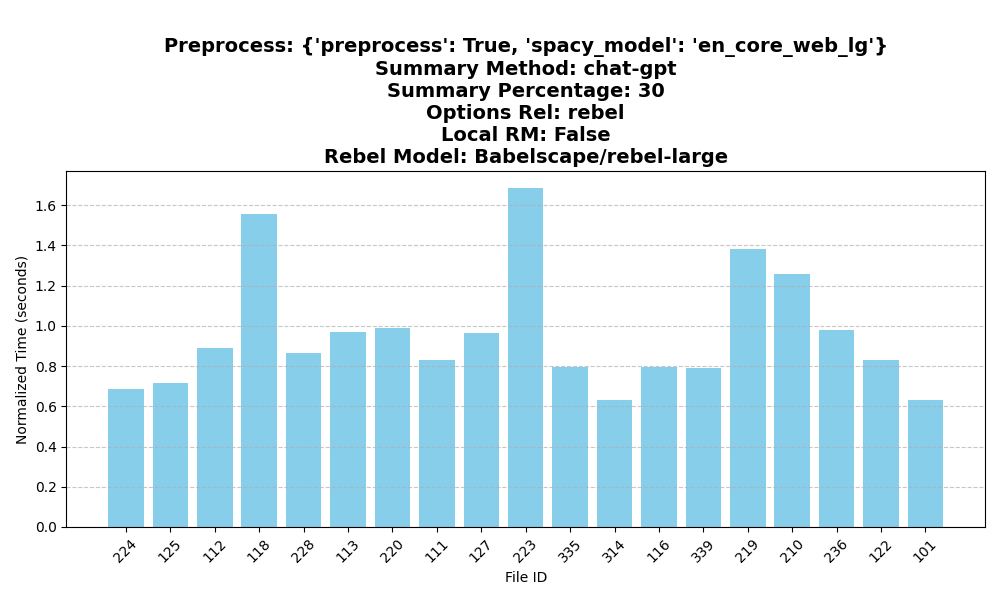 Preprocess: {'preprocess': True, 'spacy_model': 'en_core_web_lg'}
Summary Method: chat-gpt
Summary Percentage: 30
Options Rel: rebel
Local RM: False
Rebel Model: Babelscape/rebel-large
Normalized Time (seconds)
1.6
1.4
1.2
1.0
0.8
0.6
0.4
0.2
0.0
224 125 112 118 228 113 220 111 127 223 335 314 116 339 219 210 236 122 101
File ID